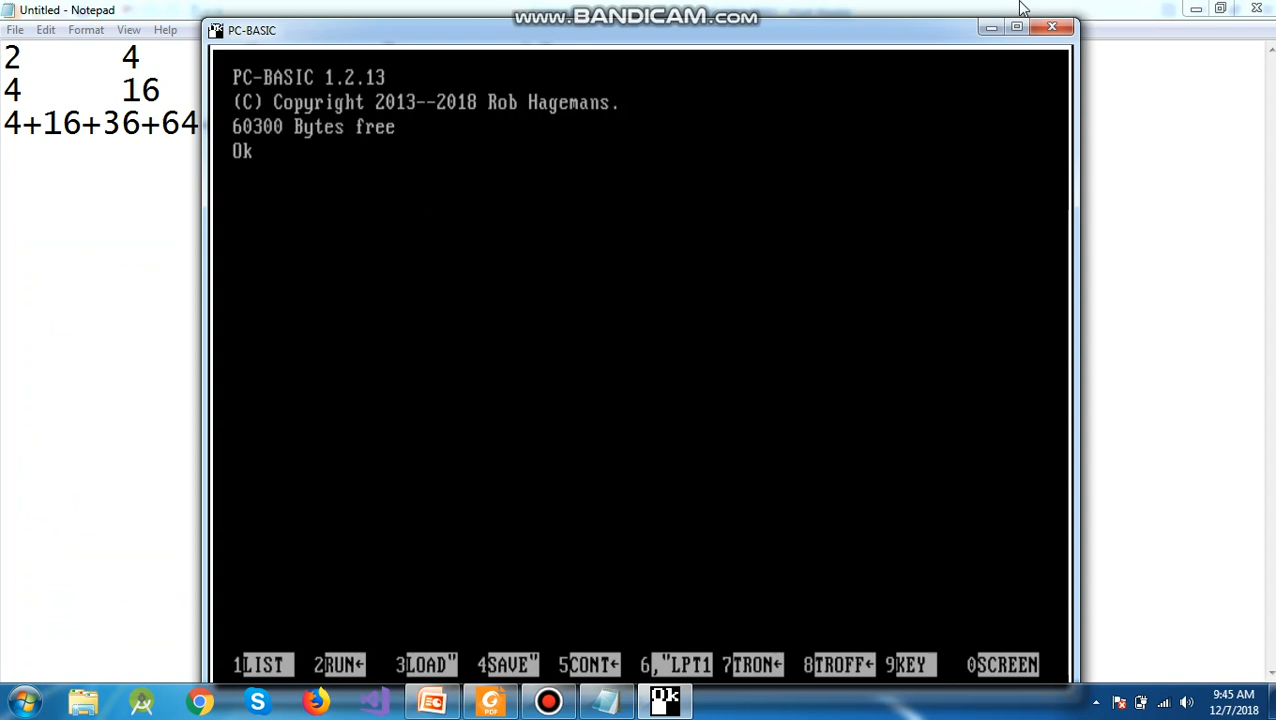 Untitled - Notepad
File Edit Format View Help
2 4
4 16
4+16+36+64
www.BANDICAM.com
PC-BASIC
PC-BASIC 1.2.13
(C) Copyright 2013--2018 Rob Hagemans.
60300 Bytes free
Ok
1LIST 2RUN← 3LOAD" 4SAVE" 5CONT← 6,"LPT1 7TRON← 8TROFF← 9KEY 0SCREEN
PDF
Ok
9:45 AM
12/7/2018